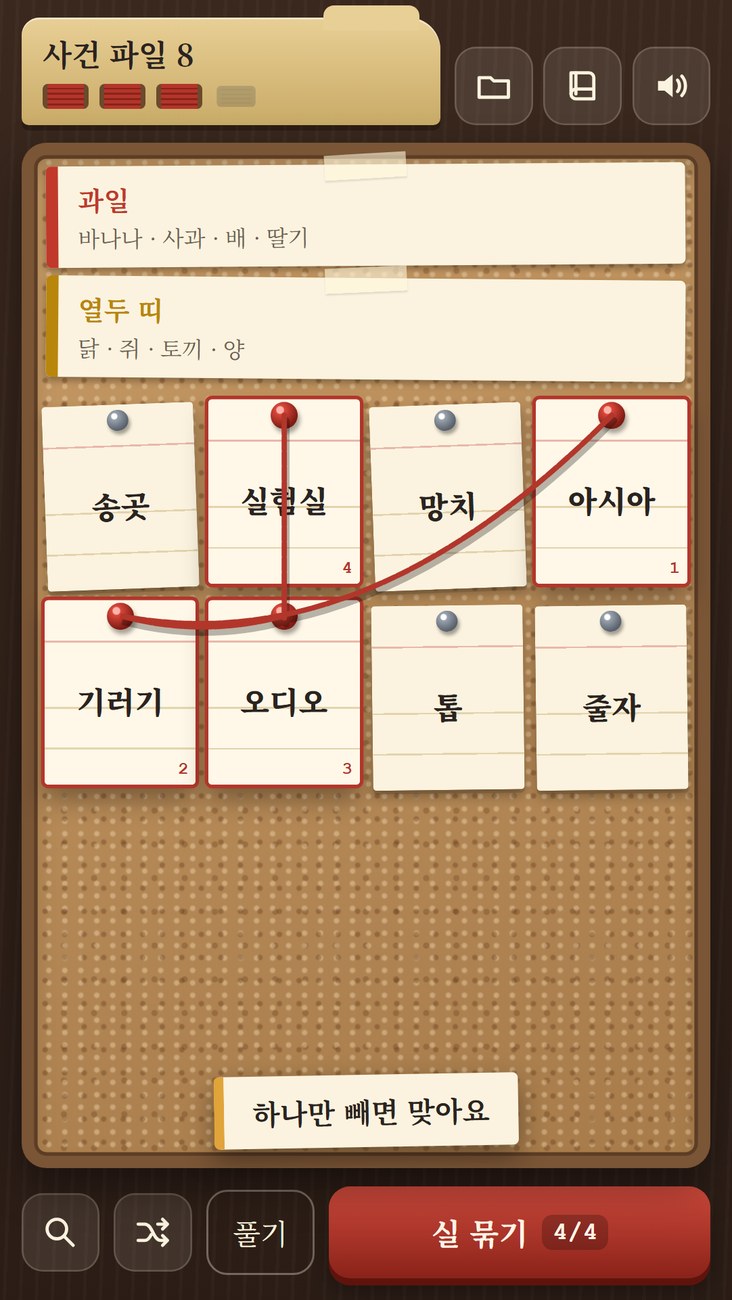 사건 파일 8
과일
바나나 · 사과 · 배 · 딸기
열두 띠
닭 · 쥐 · 토끼 · 양
송곳
실험실
4
망치
아시아
1
기러기
2
오디오
3
톱
줄자
하나만 빼면 맞아요
풀기
실 묶기 4/4